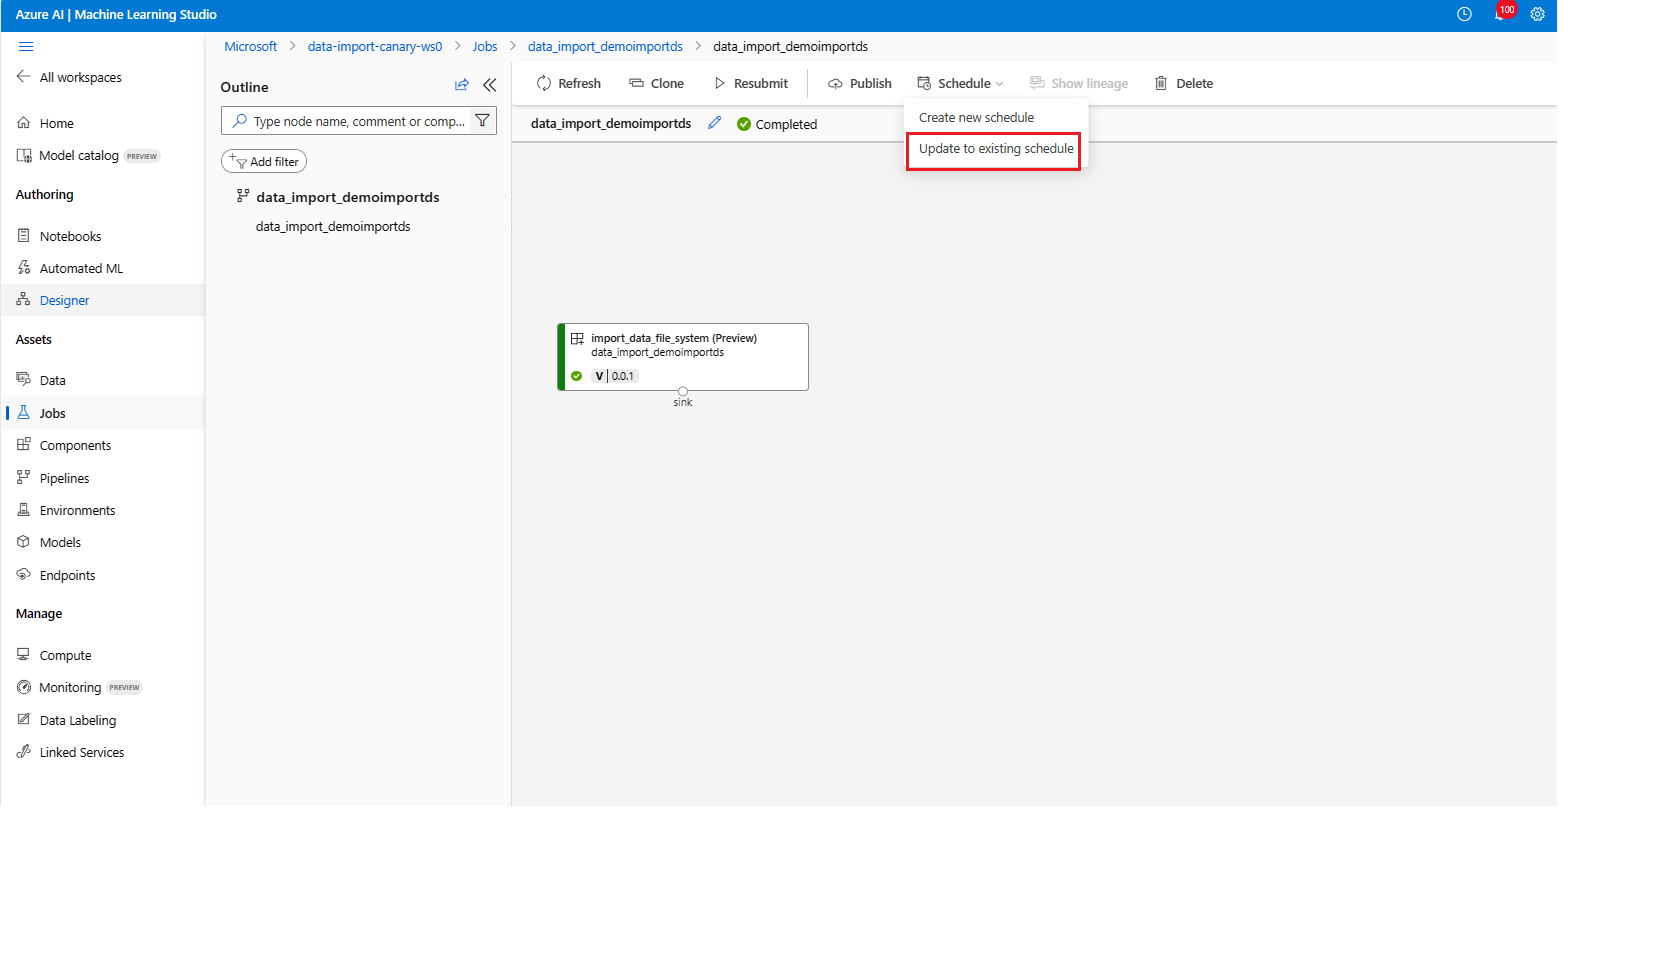 Azure AI | Machine Learning Studio
100
Microsoft > data-import-canary-ws0 > Jobs > data_import_demoimportds > data_import_demoimportds
All workspaces
Home
Model catalog PREVIEW
Authoring
Notebooks
Automated ML
Designer
Assets
Data
Jobs
Components
Pipelines
Environments
Models
Endpoints
Manage
Compute
Monitoring PREVIEW
Data Labeling
Linked Services
Outline
Type node name, comment or comp...
Add filter
data_import_demoimportds
data_import_demoimportds
Refresh Clone Resubmit Publish Schedule Show lineage Delete
data_import_demoimportds Completed
Create new schedule
Update to existing schedule
import_data_file_system (Preview)
data_import_demoimportds
V 0.0.1
sink